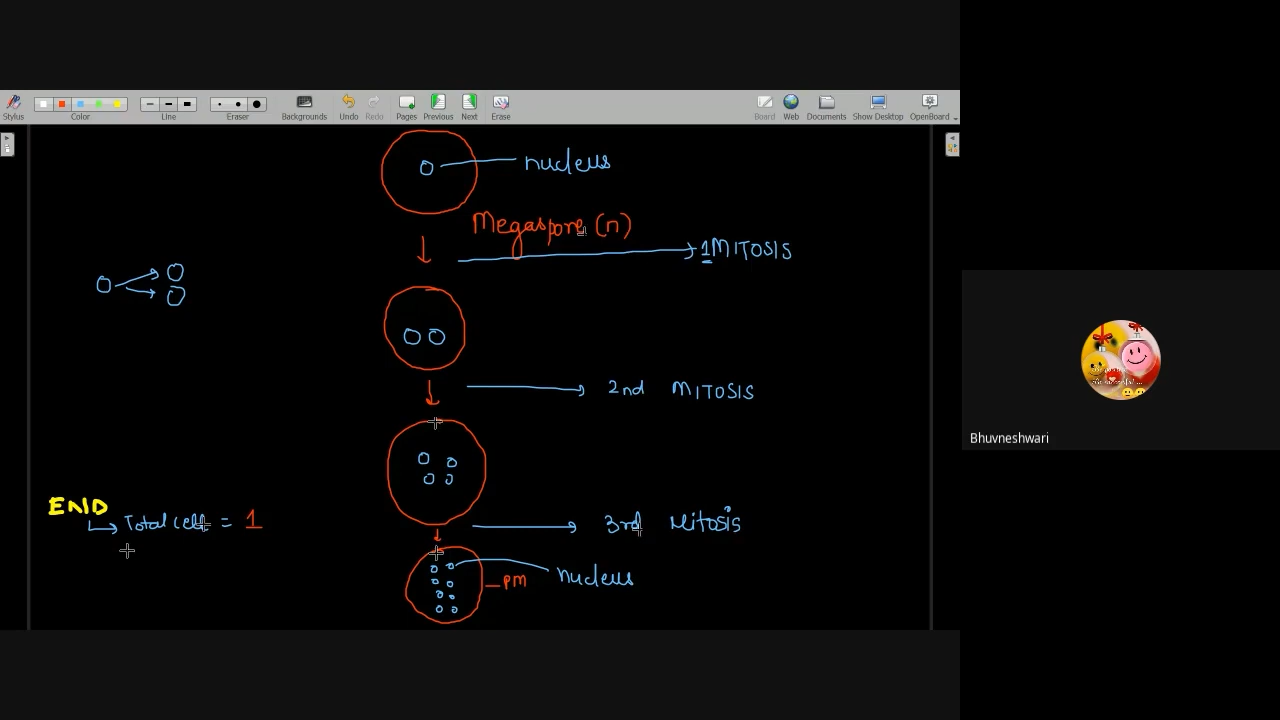 Stylus
Color
Line
Eraser
Backgrounds
Undo
Redo
Pages
Previous
Next
Erase
Board
Web
Documents
Show Desktop
OpenBoard
nucleus
Megaspore (n)
1 MITOSIS
2nd MITOSIS
END
Total cell = 1
3rd Mitosis
PM
nucleus
Bhuvneshwari